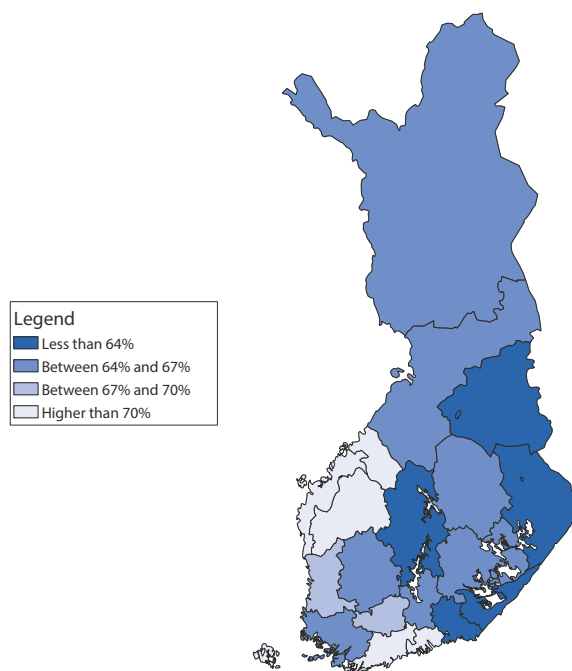 Legend
Less than 64%
Between 64% and 67%
Between 67% and 70%
Higher than 70%